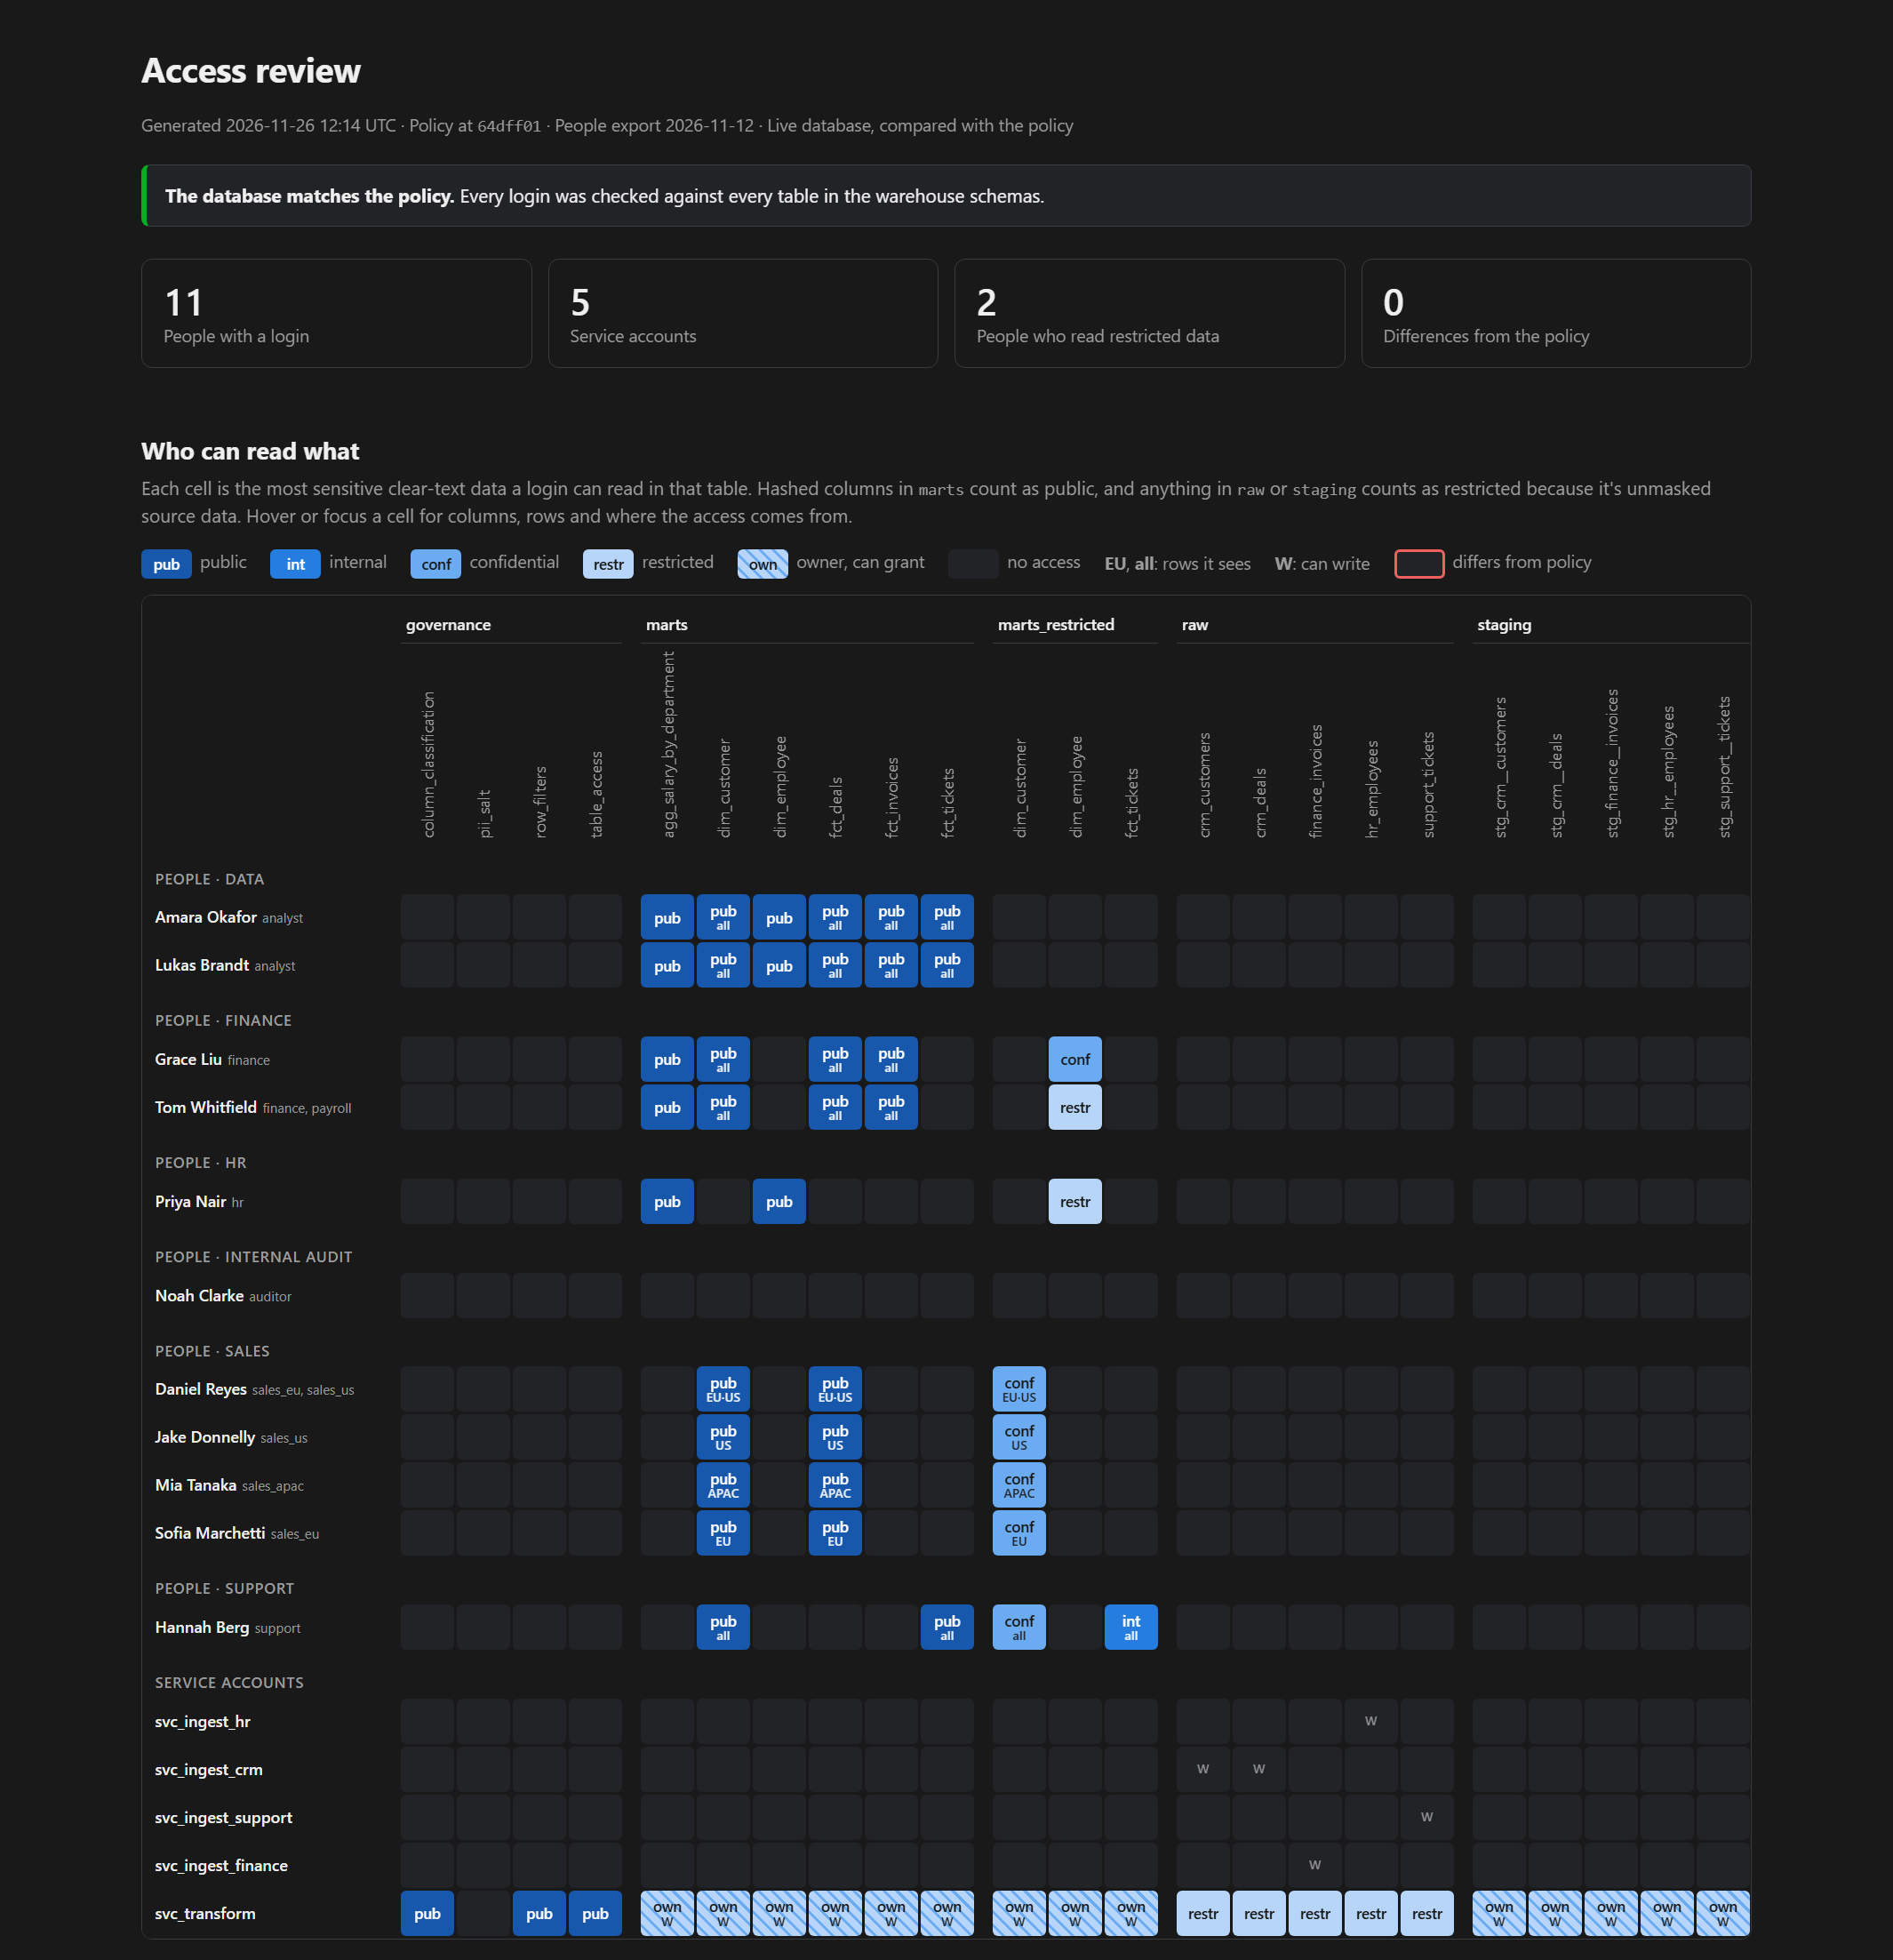 Access review
Generated 2026-11-26 12:14 UTC · Policy at 64dff01 · People export 2026-11-12 · Live database, compared with the policy
The database matches the policy. Every login was checked against every table in the warehouse schemas.
11
People with a login
5
Service accounts
2
People who read restricted data
0
Differences from the policy
Who can read what
Each cell is the most sensitive clear-text data a login can read in that table. Hashed columns in marts count as public, and anything in raw or staging counts as restricted because it's unmasked
source data. Hover or focus a cell for columns, rows and where the access comes from.
pub public int internal conf confidential restr restricted own owner, can grant no access EU, all: rows it sees W: can write differs from policy
governance marts marts_restricted raw staging
column_classification
pii_salt
row_filters
table_access
agg_salary_by_department
dim_customer
dim_employee
fct_deals
fct_invoices
fct_tickets
dim_customer
dim_employee
fct_tickets
crm_customers
crm_deals
finance_invoices
hr_employees
support_tickets
stg_crm__customers
stg_crm__deals
stg_finance__invoices
stg_hr__employees
stg_support__tickets
PEOPLE · DATA
Amara Okafor analyst pub pub all pub pub all pub all pub all
Lukas Brandt analyst pub pub all pub pub all pub all pub all
PEOPLE · FINANCE
Grace Liu finance pub pub all pub all pub all conf
Tom Whitfield finance, payroll pub pub all pub all pub all restr
PEOPLE · HR
Priya Nair hr pub pub restr
PEOPLE · INTERNAL AUDIT
Noah Clarke auditor
PEOPLE · SALES
Daniel Reyes sales_eu, sales_us pub EU·US pub EU·US conf EU·US
Jake Donnelly sales_us pub US pub US conf US
Mia Tanaka sales_apac pub APAC pub APAC conf APAC
Sofia Marchetti sales_eu pub EU pub EU conf EU
PEOPLE · SUPPORT
Hannah Berg support pub all pub all conf all int all
SERVICE ACCOUNTS
svc_ingest_hr W
svc_ingest_crm W W
svc_ingest_support W
svc_ingest_finance W
svc_transform pub pub pub own W own W own W own W own W own W own W own W own W restr restr restr restr restr own W own W own W own W own W